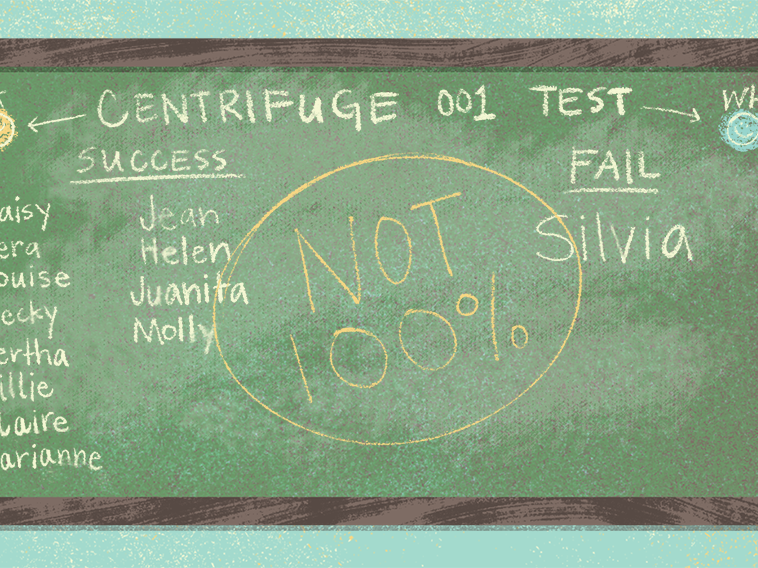 CENTRIFUGE 001 TEST
WH
aisy
era
ouise
ecky
ertha
illie
laire
arianne
SUCCESS
Jean
Helen
Juanita
Molly
NOT
100%
FAIL
Silvia